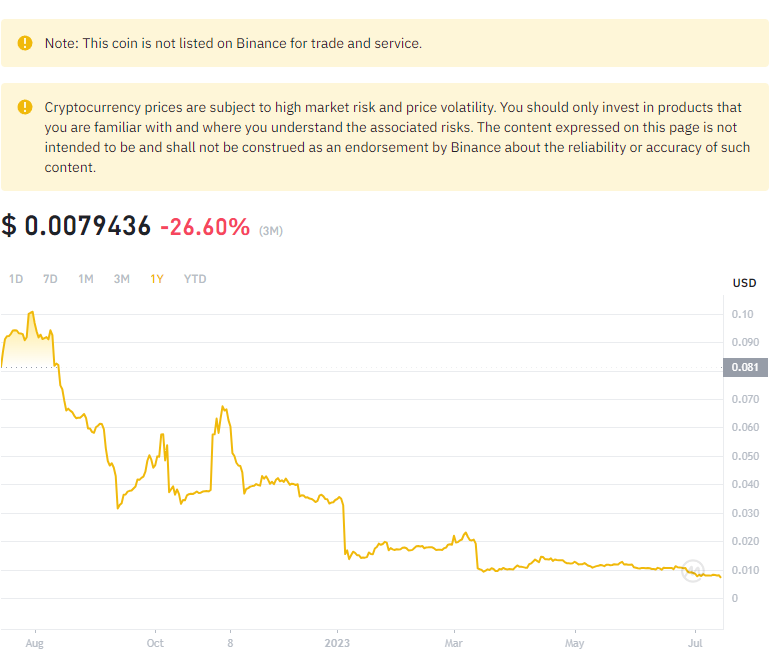 Note: This coin is not listed on Binance for trade and service.
Cryptocurrency prices are subject to high market risk and price volatility. You should only invest in products that
you are familiar with and where you understand the associated risks. The content expressed on this page is not
intended to be and shall not be construed as an endorsement by Binance about the reliability or accuracy of such
content.
$ 0.0079436 -26.60% (3M)
1D 7D 1M 3M 1Y YTD
USD
0.10
0.090
0.081
0.070
0.060
0.050
0.040
0.030
0.020
0.010
0
Aug Oct 8 2023 Mar May Jul